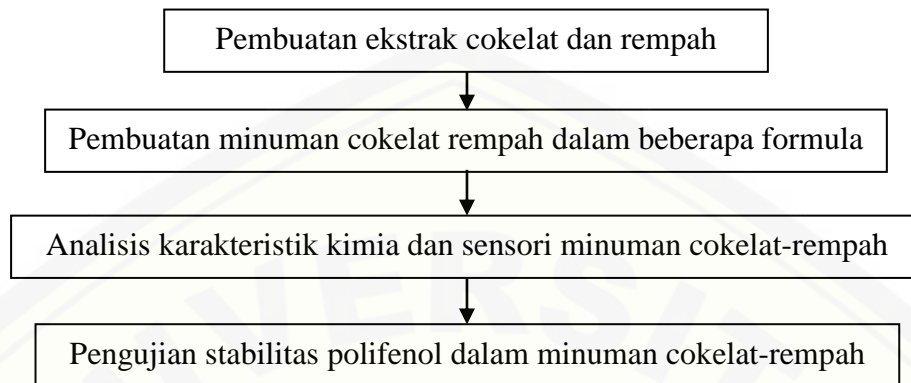 Pembuatan ekstrak cokelat dan rempah
Pembuatan minuman cokelat rempah dalam beberapa formula
Analisis karakteristik kimia dan sensori minuman cokelat-rempah
Pengujian stabilitas polifenol dalam minuman cokelat-rempah